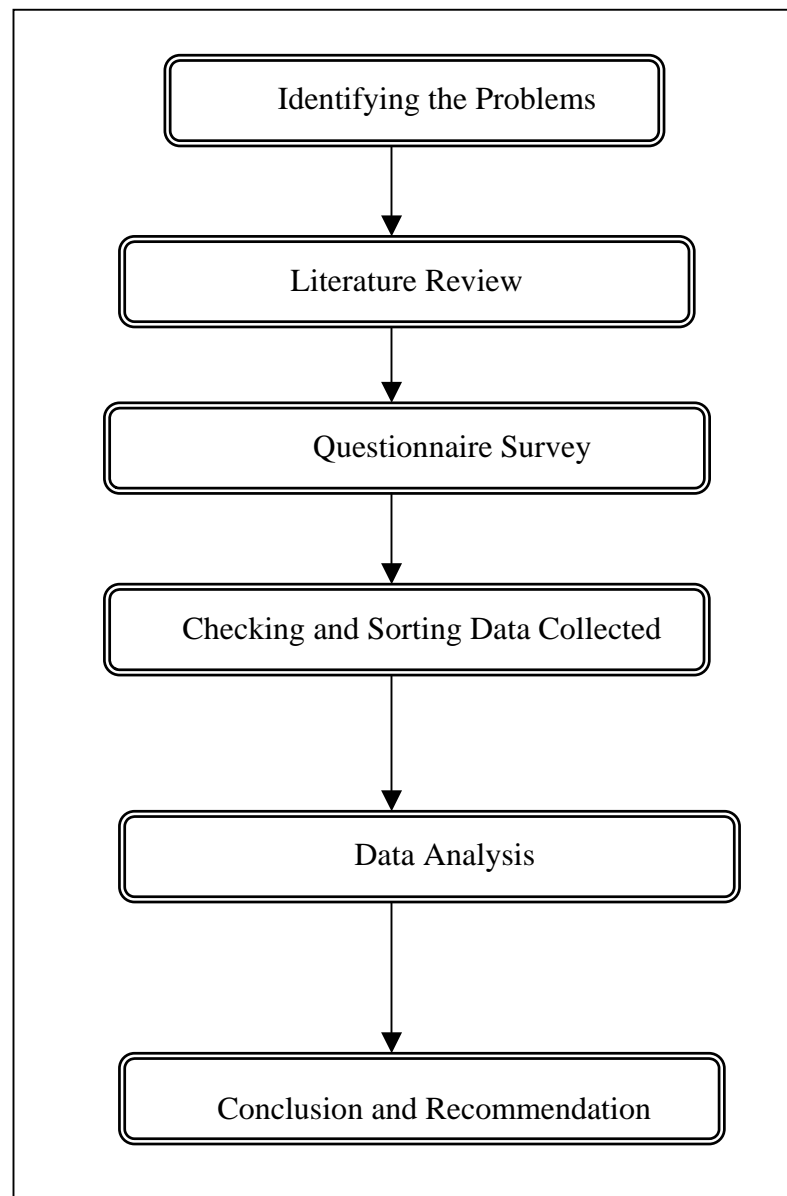 Identifying the Problems
Literature Review
Questionnaire Survey
Checking and Sorting Data Collected
Data Analysis
Conclusion and Recommendation